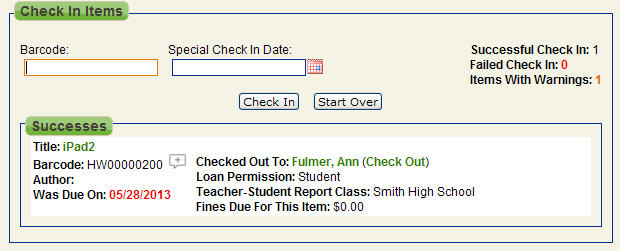 Check In Items
Barcode: Special Check In Date:
Successful Check In: 1
Failed Check In: 0
Items With Warnings: 1
Check In Start Over
Successes
Title: iPad2
Barcode: HW00000200
Author:
Was Due On: 05/28/2013
Checked Out To: Fulmer, Ann (Check Out)
Loan Permission: Student
Teacher-Student Report Class: Smith High School
Fines Due For This Item: $0.00